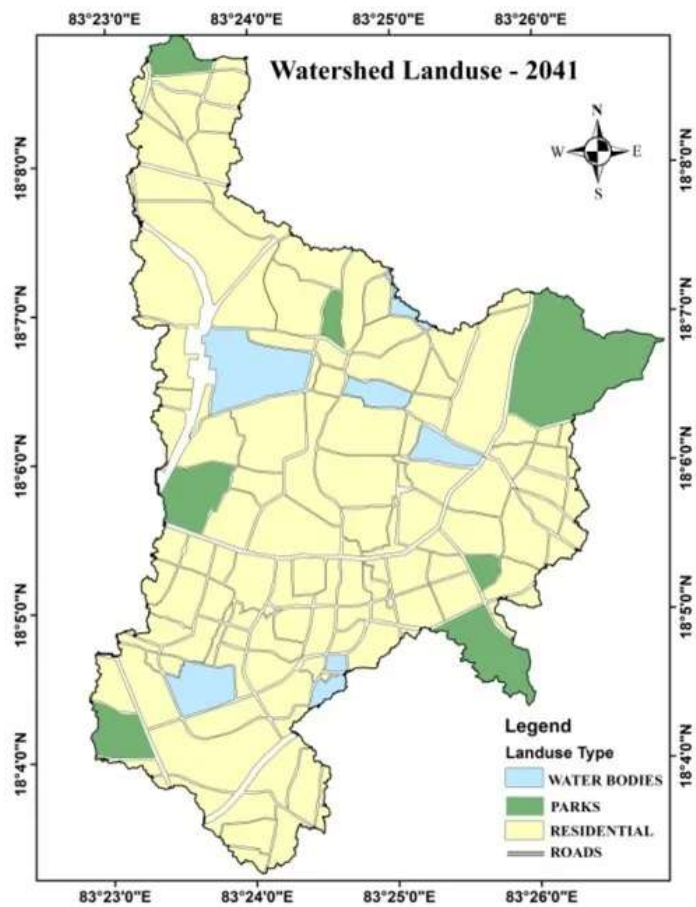 83°23'0"E 83°24'0"E 83°25'0"E 83°26'0"E
Watershed Landuse - 2041
N
W E
S
18°8'0"N 18°8'0"N
18°7'0"N 18°7'0"N
18°6'0"N 18°6'0"N
18°5'0"N 18°5'0"N
18°4'0"N 18°4'0"N
Legend
Landuse Type
WATER BODIES
PARKS
RESIDENTIAL
ROADS
83°23'0"E 83°24'0"E 83°25'0"E 83°26'0"E